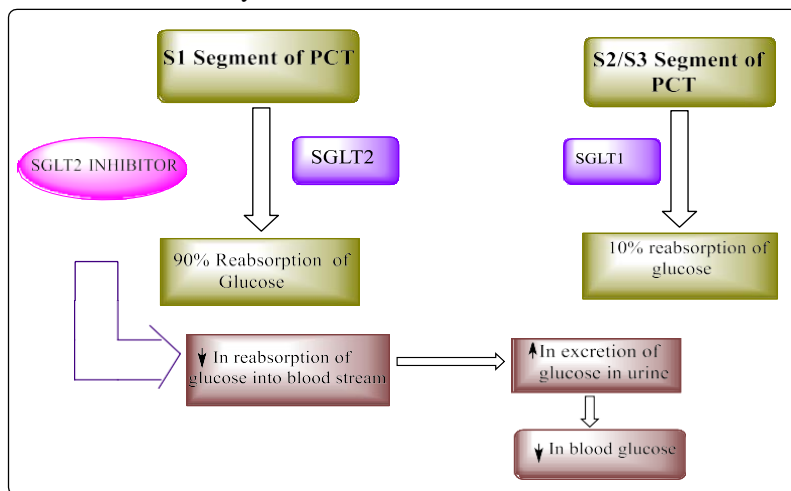 S1 Segment of PCT
S2/S3 Segment of
PCT
SGLT2 INHIBITOR
SGLT2
SGLT1
90% Reabsorption of
Glucose
10% reabsorption of
glucose
In reabsorption of
glucose into blood stream
In excretion of
glucose in urine
In blood glucose